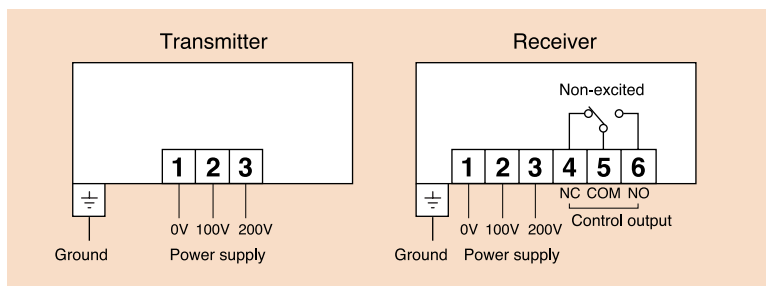 Transmitter
1 2 3
0V 100V 200V
Ground
Power supply
Receiver
Non-excited
1 2 3 4 5 6
NC COM NO
0V 100V 200V
Control output
Ground
Power supply